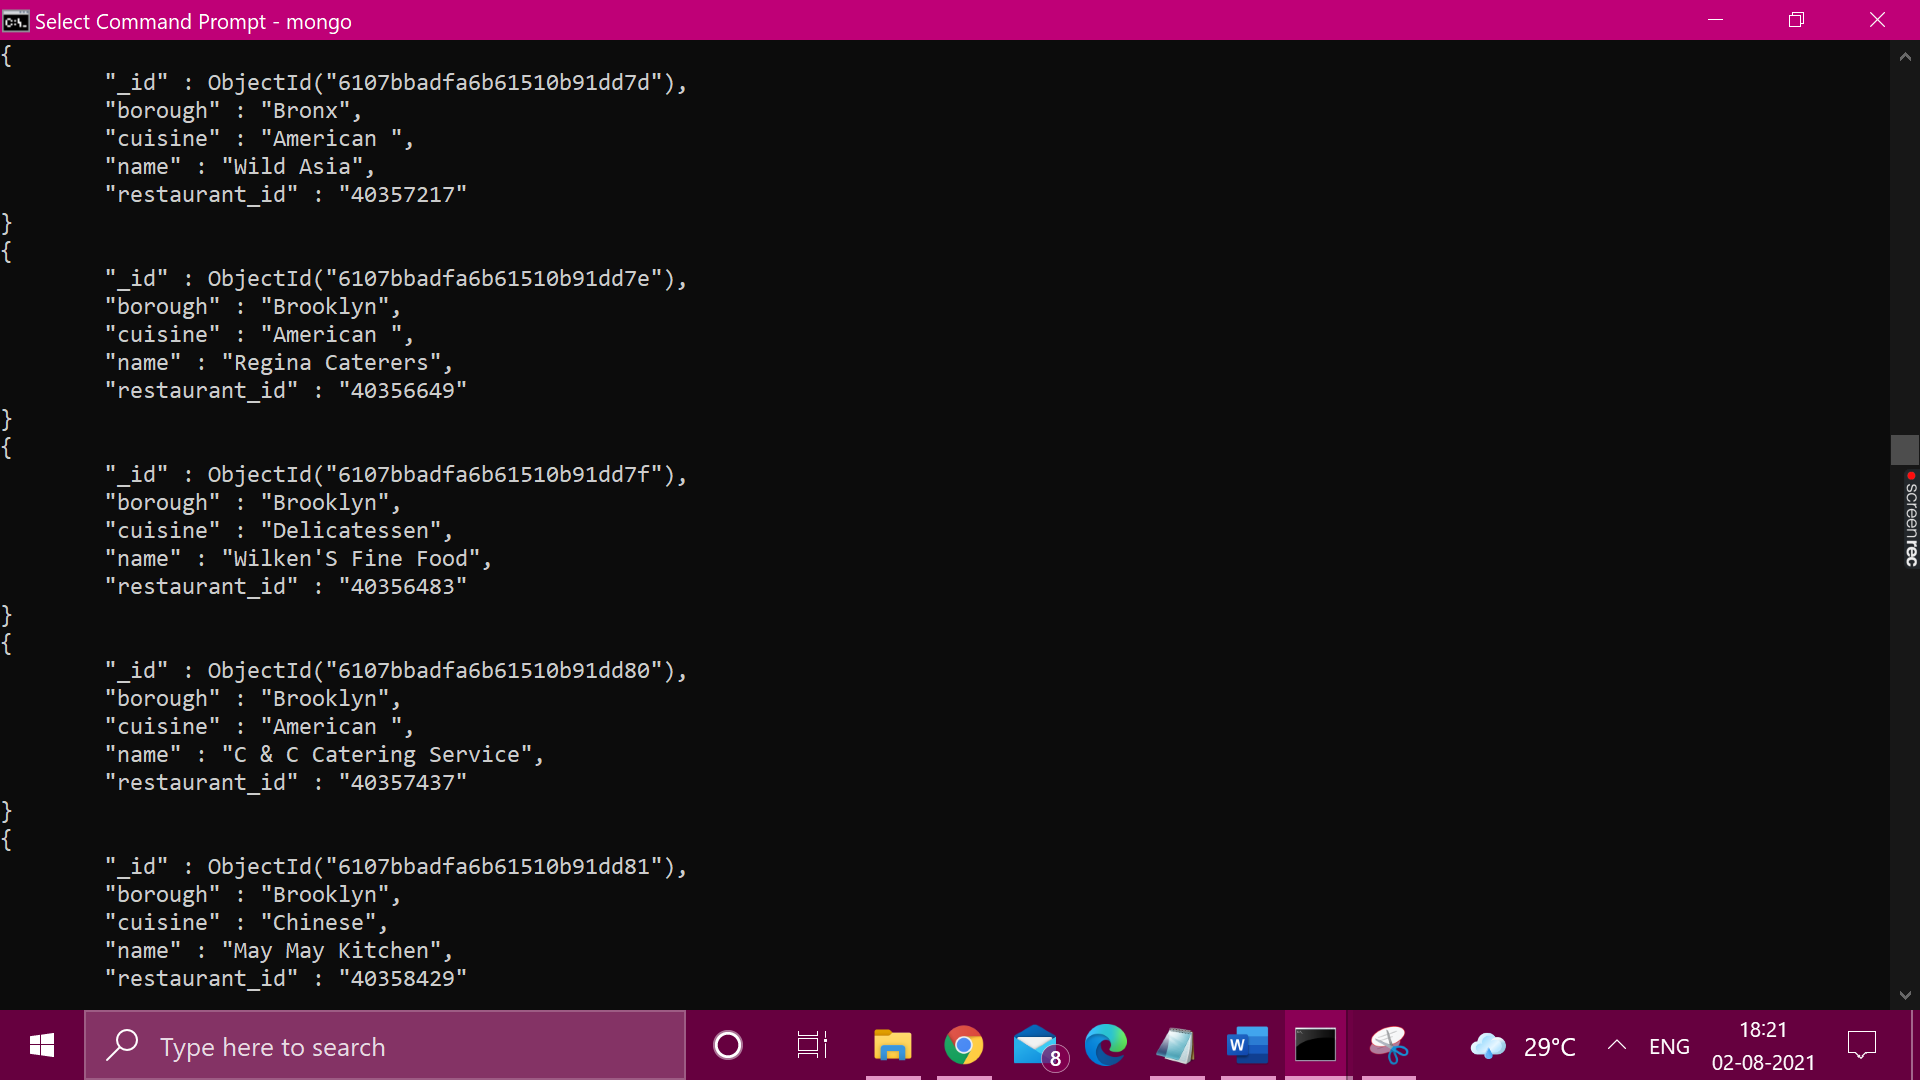 Select Command Prompt - mongo
{
        "_id" : ObjectId("6107bbadfa6b61510b91dd7d"),
        "borough" : "Bronx",
        "cuisine" : "American ",
        "name" : "Wild Asia",
        "restaurant_id" : "40357217"
}
{
        "_id" : ObjectId("6107bbadfa6b61510b91dd7e"),
        "borough" : "Brooklyn",
        "cuisine" : "American ",
        "name" : "Regina Caterers",
        "restaurant_id" : "40356649"
}
{
        "_id" : ObjectId("6107bbadfa6b61510b91dd7f"),
        "borough" : "Brooklyn",
        "cuisine" : "Delicatessen",
        "name" : "Wilken'S Fine Food",
        "restaurant_id" : "40356483"
}
{
        "_id" : ObjectId("6107bbadfa6b61510b91dd80"),
        "borough" : "Brooklyn",
        "cuisine" : "American ",
        "name" : "C & C Catering Service",
        "restaurant_id" : "40357437"
}
{
        "_id" : ObjectId("6107bbadfa6b61510b91dd81"),
        "borough" : "Brooklyn",
        "cuisine" : "Chinese",
        "name" : "May May Kitchen",
        "restaurant_id" : "40358429"
screenrec
Type here to search
8
W
29°C
ENG
18:21
02-08-2021